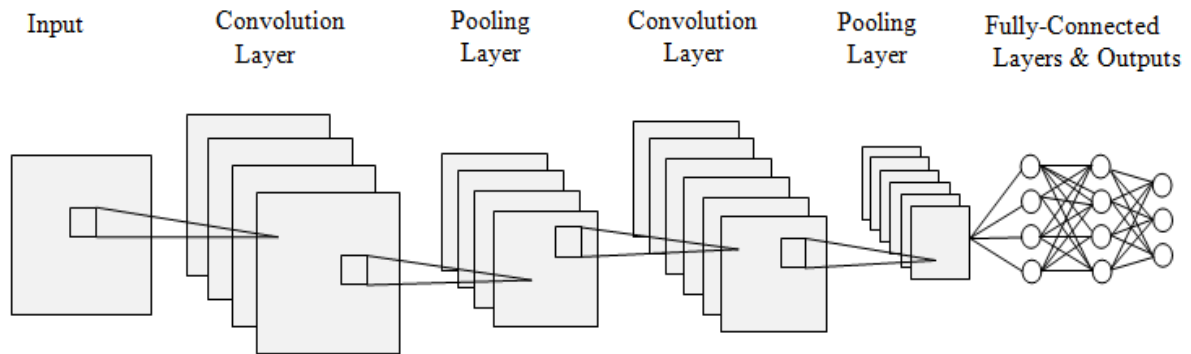 Input
Convolution
Layer
Pooling
Layer
Convolution
Layer
Pooling
Layer
Fully-Connected
Layers & Outputs